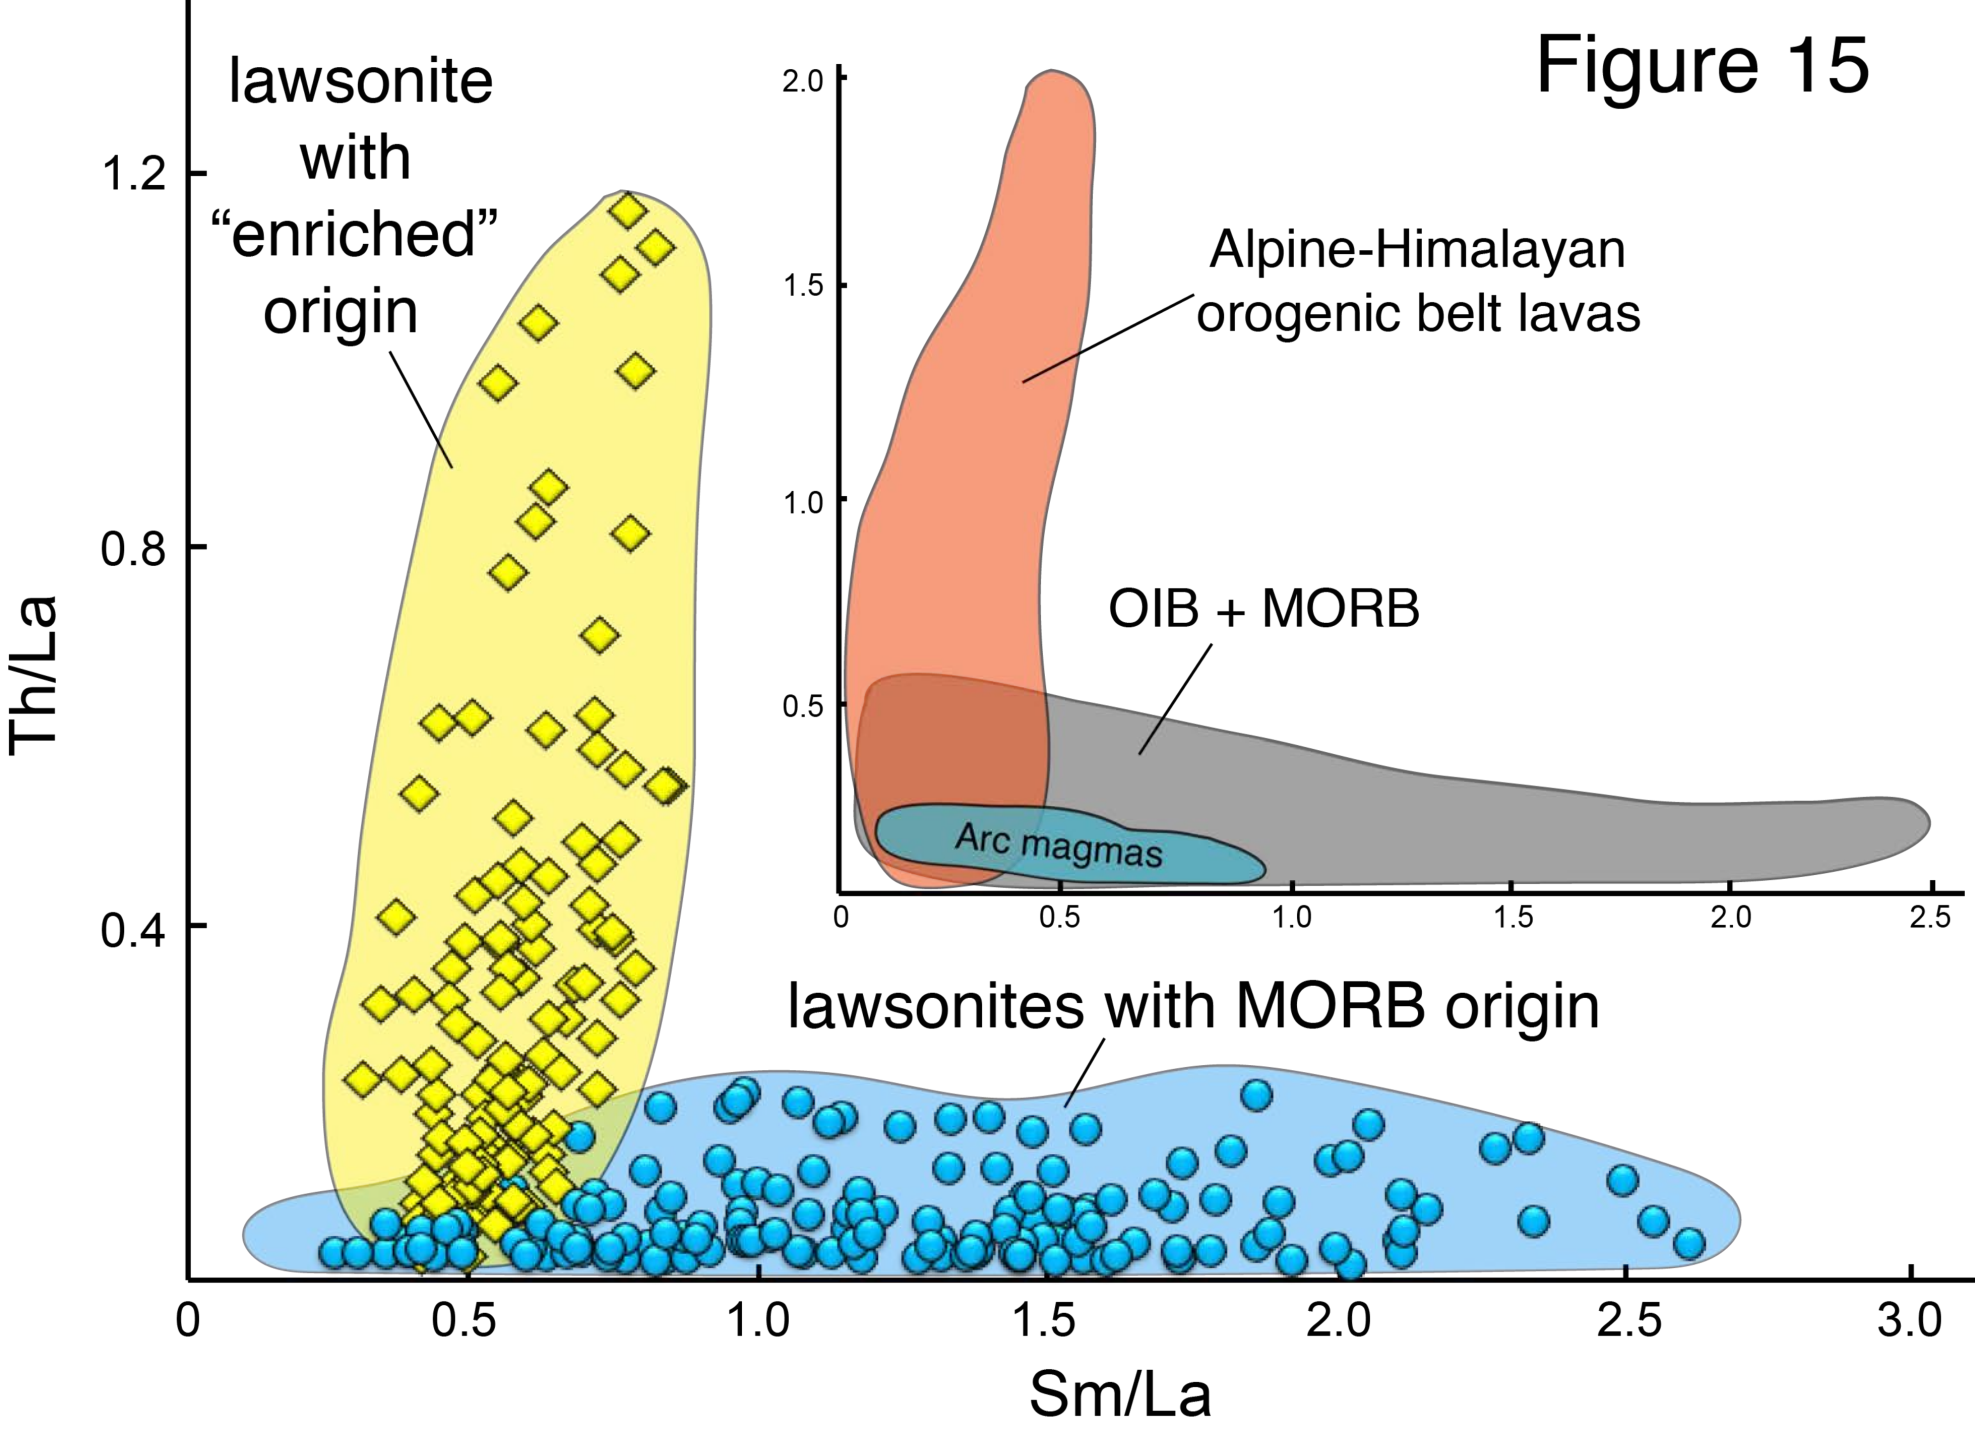 Figure 15
lawsonite
with
“enriched”
origin
2.0
1.5
1.0
0.5
Alpine-Himalayan
orogenic belt lavas
OIB + MORB
Arc magmas
0 0.5 1.0 1.5 2.0 2.5
lawsonites with MORB origin
1.2
0.8
0.4
Th/La
0 0.5 1.0 1.5 2.0 2.5 3.0
Sm/La